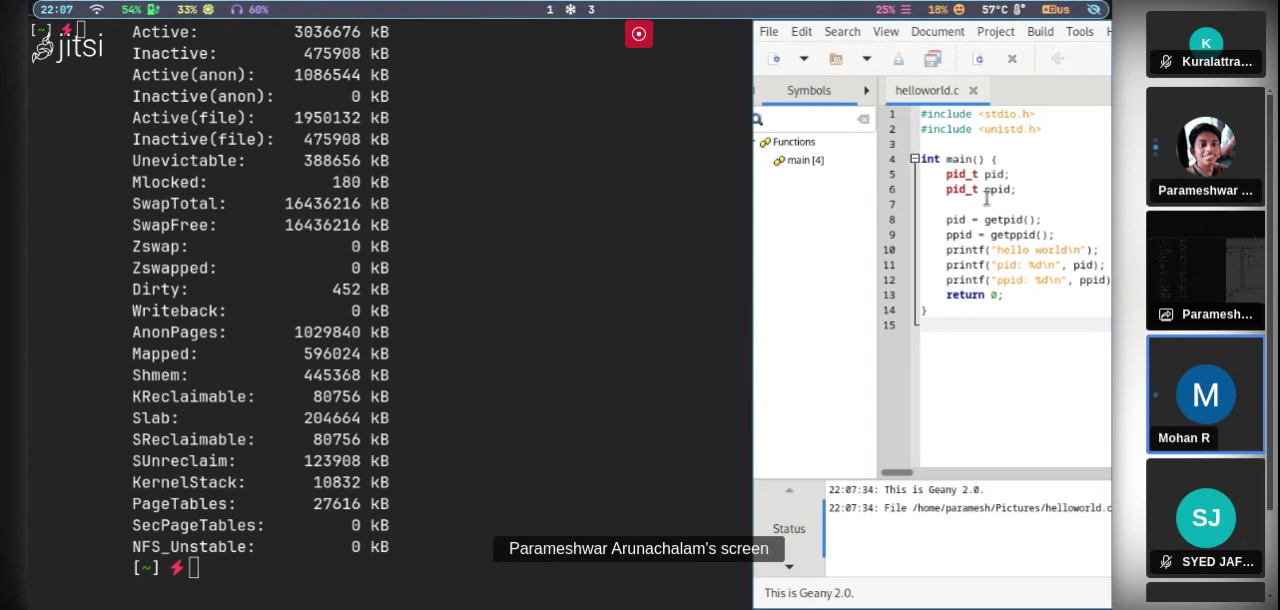 22:07 54% 33% 60% 1 3 25% 18% 57°C us
[~]
jitsi
Active: 3036676 kB
Inactive: 475908 kB
Active(anon): 1086544 kB
Inactive(anon): 0 kB
Active(file): 1950132 kB
Inactive(file): 475908 kB
Unevictable: 388656 kB
Mlocked: 180 kB
SwapTotal: 16436216 kB
SwapFree: 16436216 kB
Zswap: 0 kB
Zswapped: 0 kB
Dirty: 452 kB
Writeback: 0 kB
AnonPages: 1029840 kB
Mapped: 596024 kB
Shmem: 445368 kB
KReclaimable: 80756 kB
Slab: 204664 kB
SReclaimable: 80756 kB
SUnreclaim: 123908 kB
KernelStack: 10832 kB
PageTables: 27616 kB
SecPageTables: 0 kB
NFS_Unstable: 0 kB
[~]
File Edit Search View Document Project Build Tools H
Symbols
Functions
main [4]
helloworld.c
1 #include <stdio.h>
2 #include <unistd.h>
3
4 int main() {
5 pid_t pid;
6 pid_t ppid;
7
8 pid = getpid();
9 ppid = getppid();
10 printf("hello world\n");
11 printf("pid: %d\n", pid);
12 printf("ppid: %d\n", ppid)
13 return 0;
14 }
15
Status
22:07:34: This is Geany 2.0.
22:07:34: File /home/paramesh/Pictures/helloworld.c
This is Geany 2.0.
Parameshwar Arunachalam's screen
K
Kuralattra...
Parameshwar ...
Paramesh...
M
Mohan R
SJ
SYED JAF...